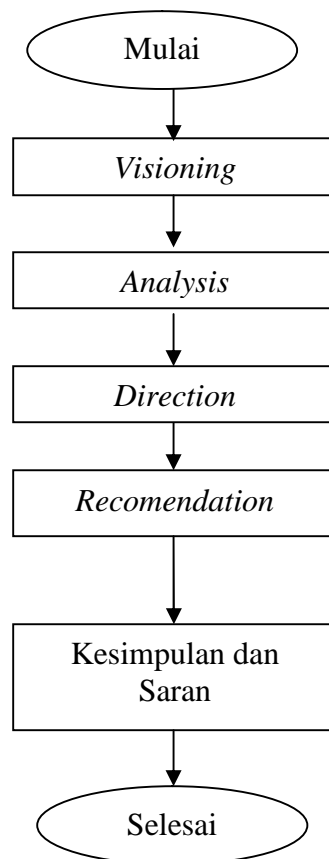 Mulai
Visioning
Analysis
Direction
Recomendation
Kesimpulan dan
Saran
Selesai